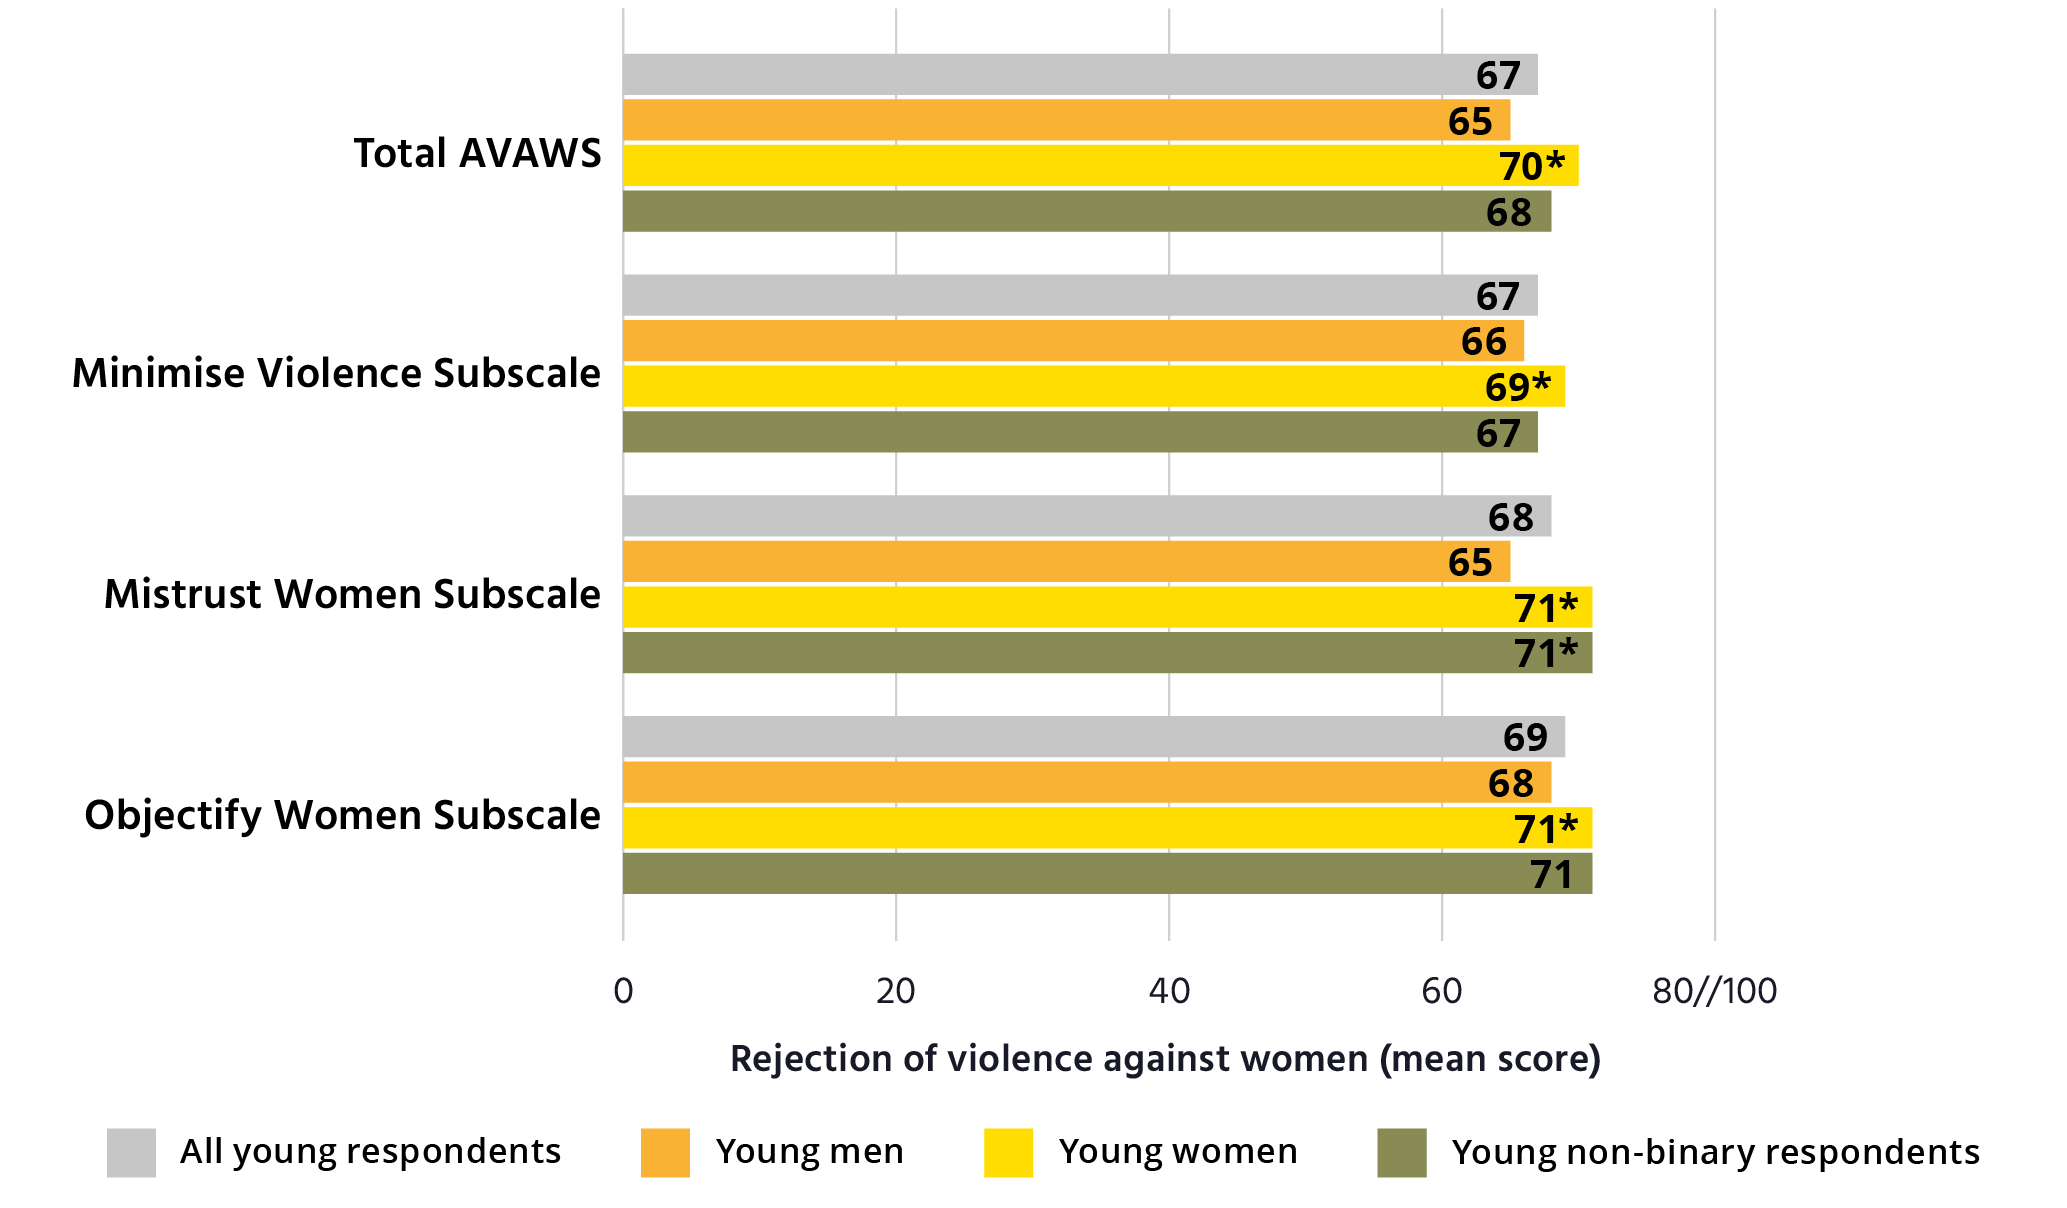 67
65
Total AVAWS
70*
68
67
66
Minimise Violence Subscale
69*
67
68
65
Mistrust Women Subscale
71*
71*
69
68
Objectify Women Subscale
71*
71
0 20 40 60 80//100
Rejection of violence against women (mean score)
All young respondents Young men Young women Young non-binary respondents